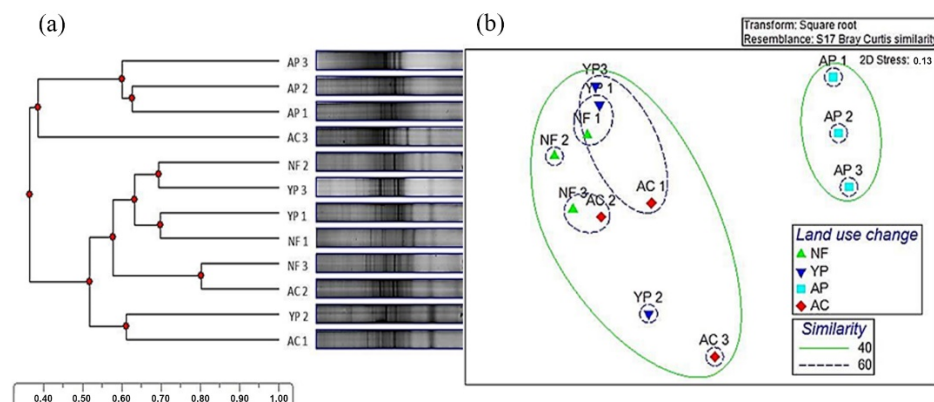 (a)
AP 3
AP 2
AP 1
AC 3
NF 2
YP 3
YP 1
NF 1
NF 3
AC 2
YP 2
AC 1
0.40 0.50 0.60 0.70 0.80 0.90 1.00
(b)
Transform: Square root
Resemblance: S17 Bray Curtis similarity
2D Stress: 0.13
YP3
YP 1
NF 1
NF 2
NF 3
AC 2
AC 1
YP 2
AC 3
AP 1
AP 2
AP 3
Land use change
NF
YP
AP
AC
Similarity
40
60